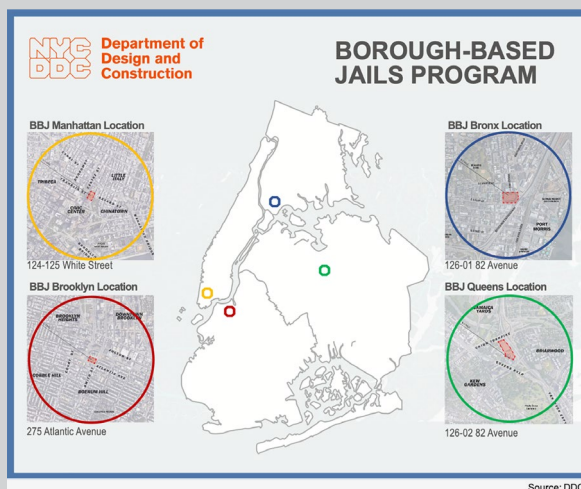 NYC
DDC
Department of
Design and
Construction
BOROUGH-BASED
JAILS PROGRAM
BBJ Manhattan Location
TRIBECA
LITTLE
ITALY
CIVIC
CENTER
CHINATOWN
124-125 White Street
BBJ Bronx Location
PORT
MORRIS
126-01 82 Avenue
BBJ Brooklyn Location
BROOKLYN
HEIGHTS
DOWNTOWN
BROOKLYN
COBBLE HILL
BOERUM HILL
275 Atlantic Avenue
BBJ Queens Location
JAMAICA
YARDS
UNION TURNPIKE
BRIARWOOD
KEW
GARDENS
126-02 82 Avenue
Source: DDC